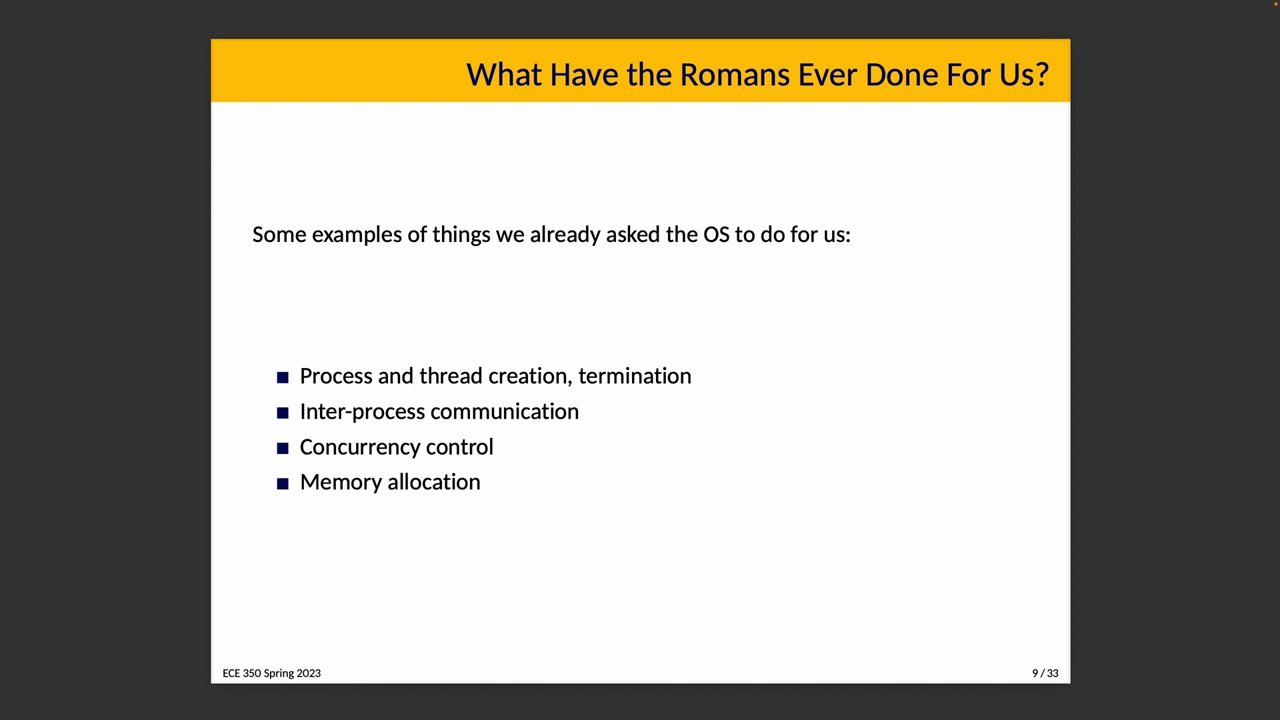 What Have the Romans Ever Done For Us?
Some examples of things we already asked the OS to do for us:
■ Process and thread creation, termination
■ Inter-process communication
■ Concurrency control
■ Memory allocation
ECE 350 Spring 2023
9 / 33